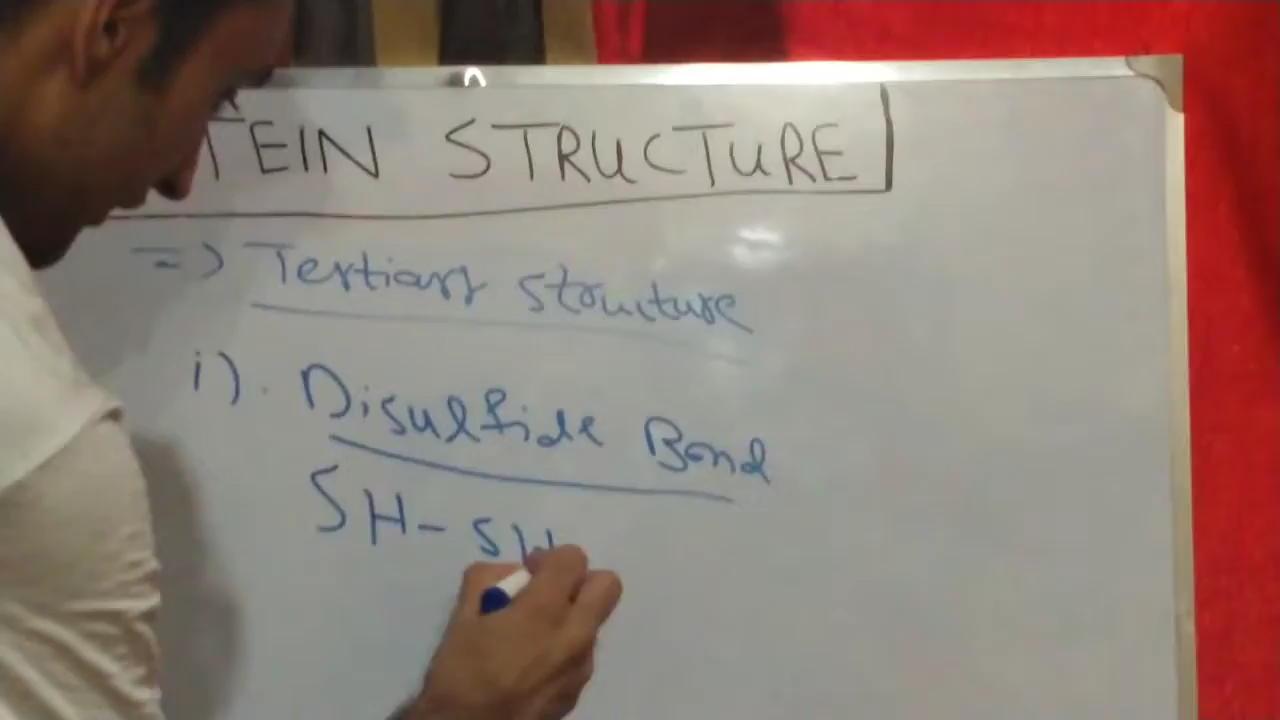 TEIN STRUCTURE
=> Tertiary structure
i). Disulfide Bond
SH - SH